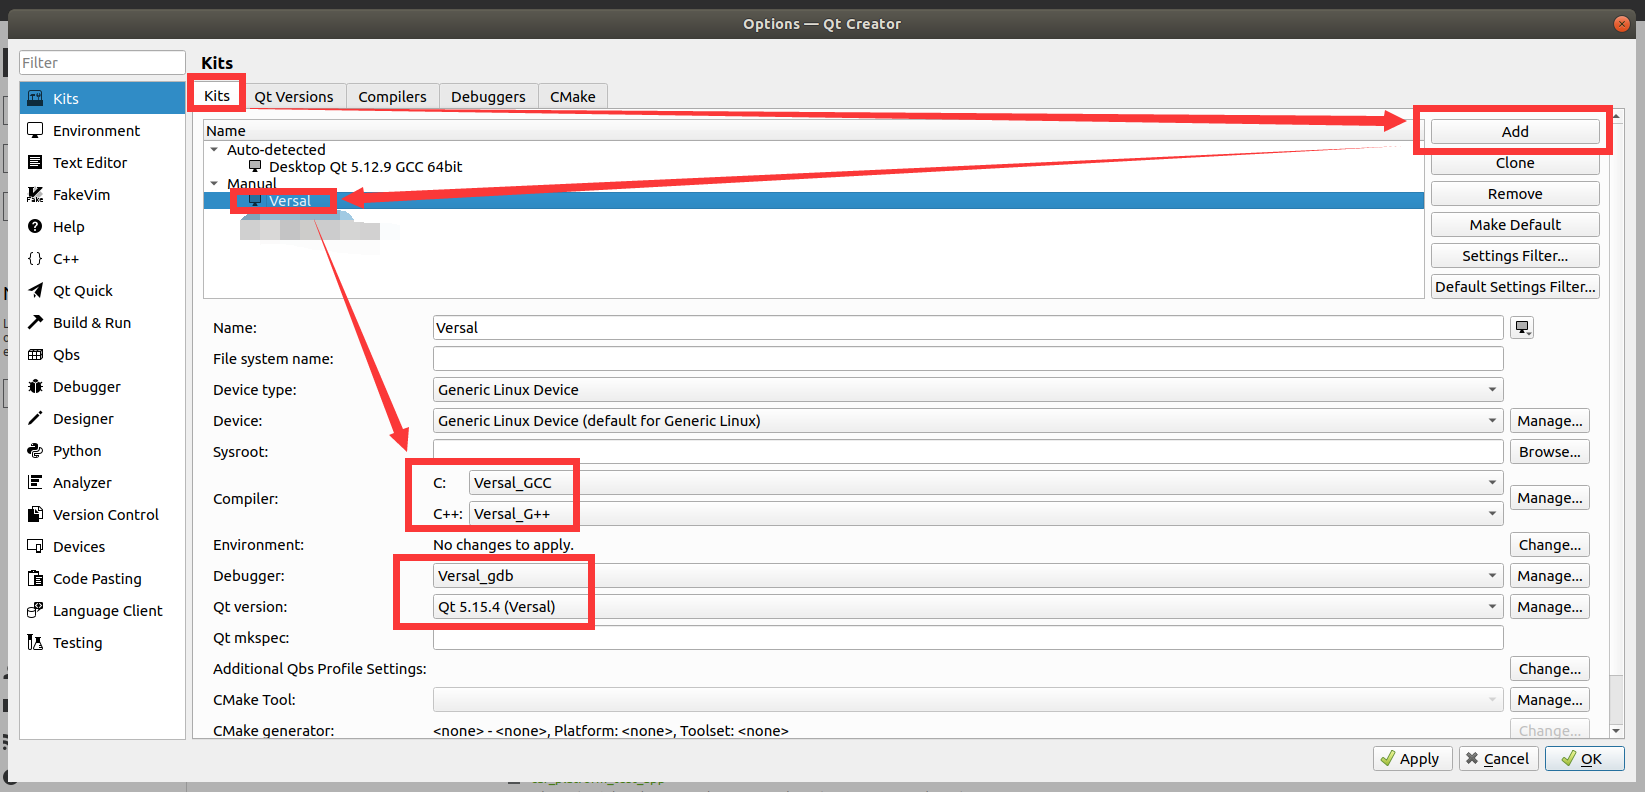 Options — Qt Creator
Filter
Kits
Environment
Text Editor
FakeVim
Help
C++
Qt Quick
Build & Run
Qbs
Debugger
Designer
Python
Analyzer
Version Control
Devices
Code Pasting
Language Client
Testing
Kits
Kits Qt Versions Compilers Debuggers CMake
Name
Auto-detected
Desktop Qt 5.12.9 GCC 64bit
Manual
Versal
Add
Clone
Remove
Make Default
Settings Filter...
Default Settings Filter...
Name: Versal
File system name:
Device type: Generic Linux Device
Device: Generic Linux Device (default for Generic Linux) Manage...
Sysroot: Browse...
Compiler: C: Versal_GCC
C++: Versal_G++ Manage...
Environment: No changes to apply. Change...
Debugger: Versal_gdb Manage...
Qt version: Qt 5.15.4 (Versal) Manage...
Qt mkspec:
Additional Qbs Profile Settings: Change...
CMake Tool: Manage...
CMake generator: <none> - <none>, Platform: <none>, Toolset: <none> Change...
Apply Cancel OK